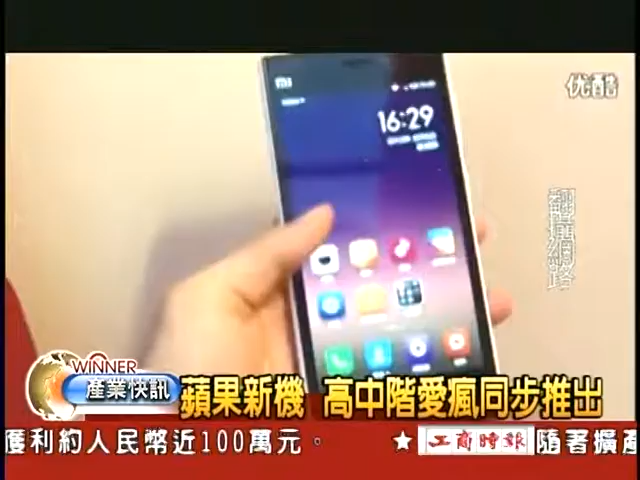 优酷
MI
16:29
翻攝網路
WINNER
產業快訊
蘋果新機 高中階愛瘋同步推出
獲利約人民幣近100萬元。 ★ 工商時報 隨著擴產